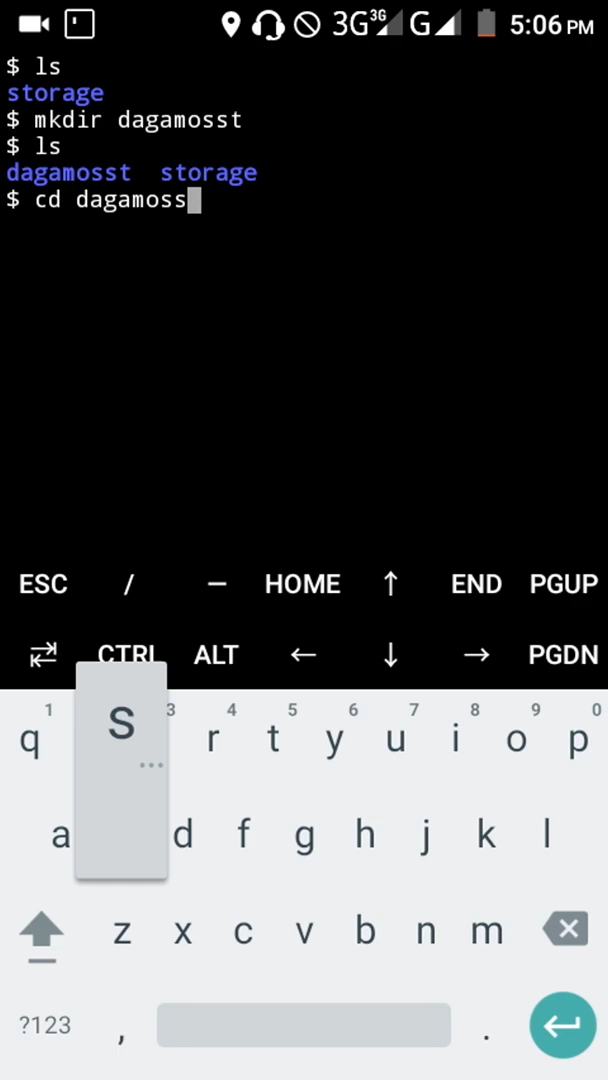 3G 3G G 5:06 PM
$ ls
storage
$ mkdir dagamosst
$ ls
dagamosst storage
$ cd dagamoss
ESC / — HOME ↑ END PGUP
CTRL ALT ← ↓ → PGDN
1 3 4 5 6 7 8 9 0
q r t y u i o p
s
a d f g h j k l
z x c v b n m
?123 , .